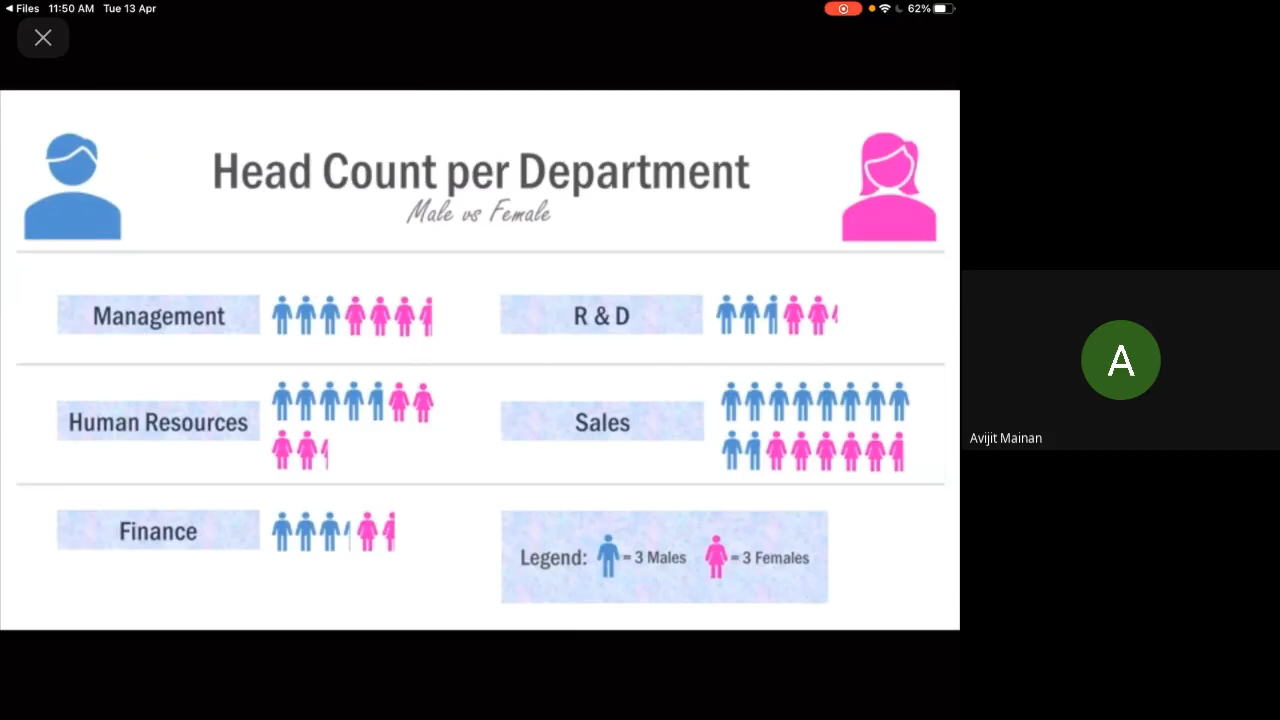 Files 11:50 AM Tue 13 Apr
62%
Head Count per Department
Male vs Female
Management
R & D
Human Resources
Sales
Finance
Legend: = 3 Males = 3 Females
A
Avijit Mainan